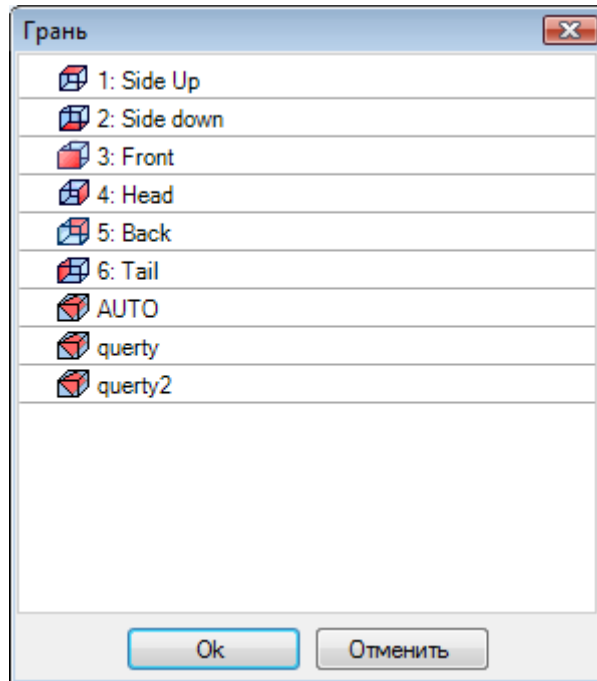 Грань
1: Side Up
2: Side down
3: Front
4: Head
5: Back
6: Tail
AUTO
querty
querty2
Ok Отменить